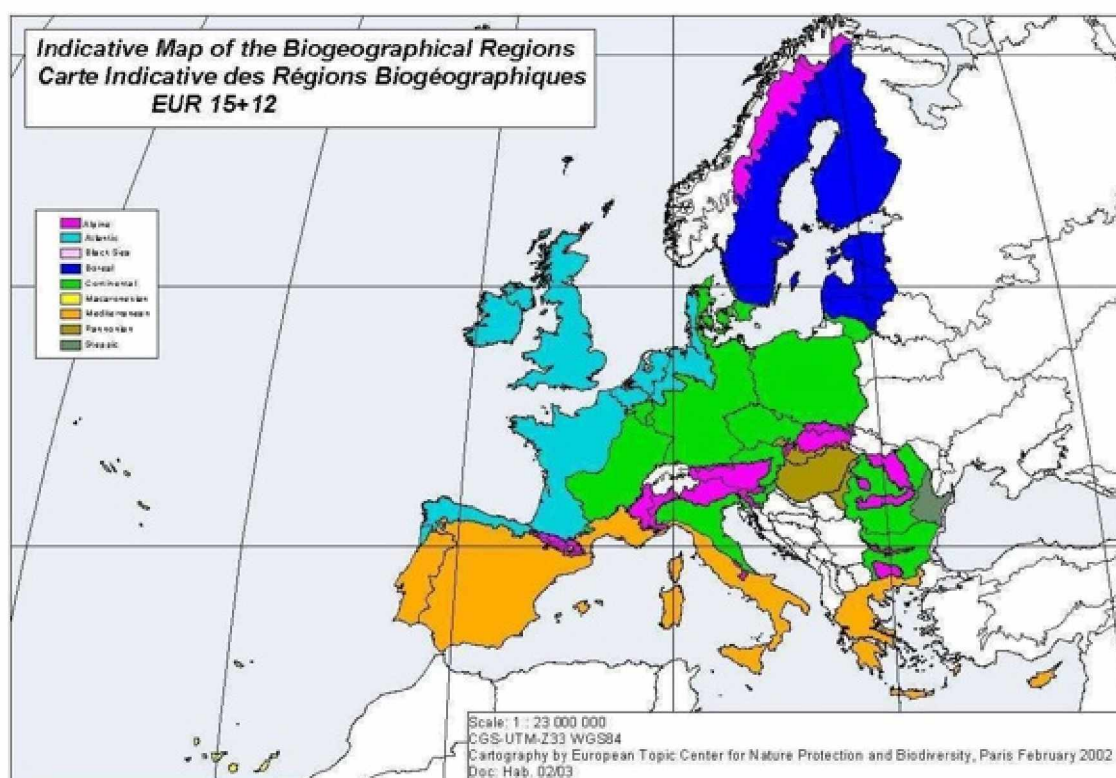 Indicative Map of the Biogeographical Regions
Carte Indicative des Régions Biogéographiques
EUR 15+12
Alpine
Atlantic
Black Sea
Boreal
Continental
Macaronesian
Mediterranean
Pannonian
Steppic
Scale: 1 : 23 000 000
CGS-UTM-Z33 WGS84
Cartography by European Topic Center for Nature Protection and Biodiversity, Paris February 2002
Doc: Hab. 02/03